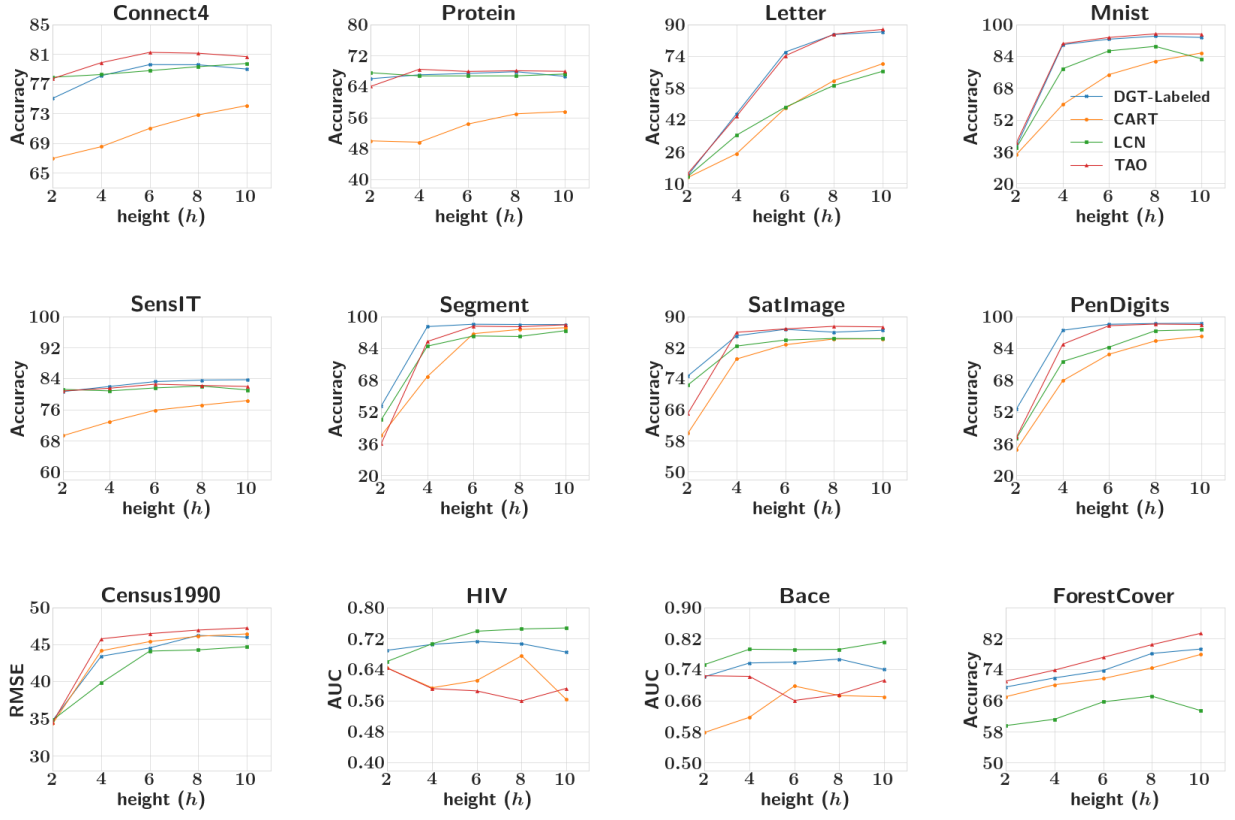 Connect4
85
81
77
73
69
65
Accuracy
2 4 6 8 10
height (h)
Protein
80
72
64
56
48
40
Accuracy
2 4 6 8 10
height (h)
Letter
90
74
58
42
26
10
Accuracy
2 4 6 8 10
height (h)
Mnist
100
84
68
52
36
20
Accuracy
DGT-Labeled
CART
LCN
TAO
2 4 6 8 10
height (h)
SensIT
100
92
84
76
68
60
Accuracy
2 4 6 8 10
height (h)
Segment
100
84
68
52
36
20
Accuracy
2 4 6 8 10
height (h)
SatImage
90
82
74
66
58
50
Accuracy
2 4 6 8 10
height (h)
PenDigits
100
84
68
52
36
20
Accuracy
2 4 6 8 10
height (h)
Census1990
50
45
40
35
30
RMSE
2 4 6 8 10
height (h)
HIV
0.80
0.72
0.64
0.56
0.48
0.40
AUC
2 4 6 8 10
height (h)
Bace
0.90
0.82
0.74
0.66
0.58
0.50
AUC
2 4 6 8 10
height (h)
ForestCover
82
74
66
58
50
Accuracy
2 4 6 8 10
height (h)